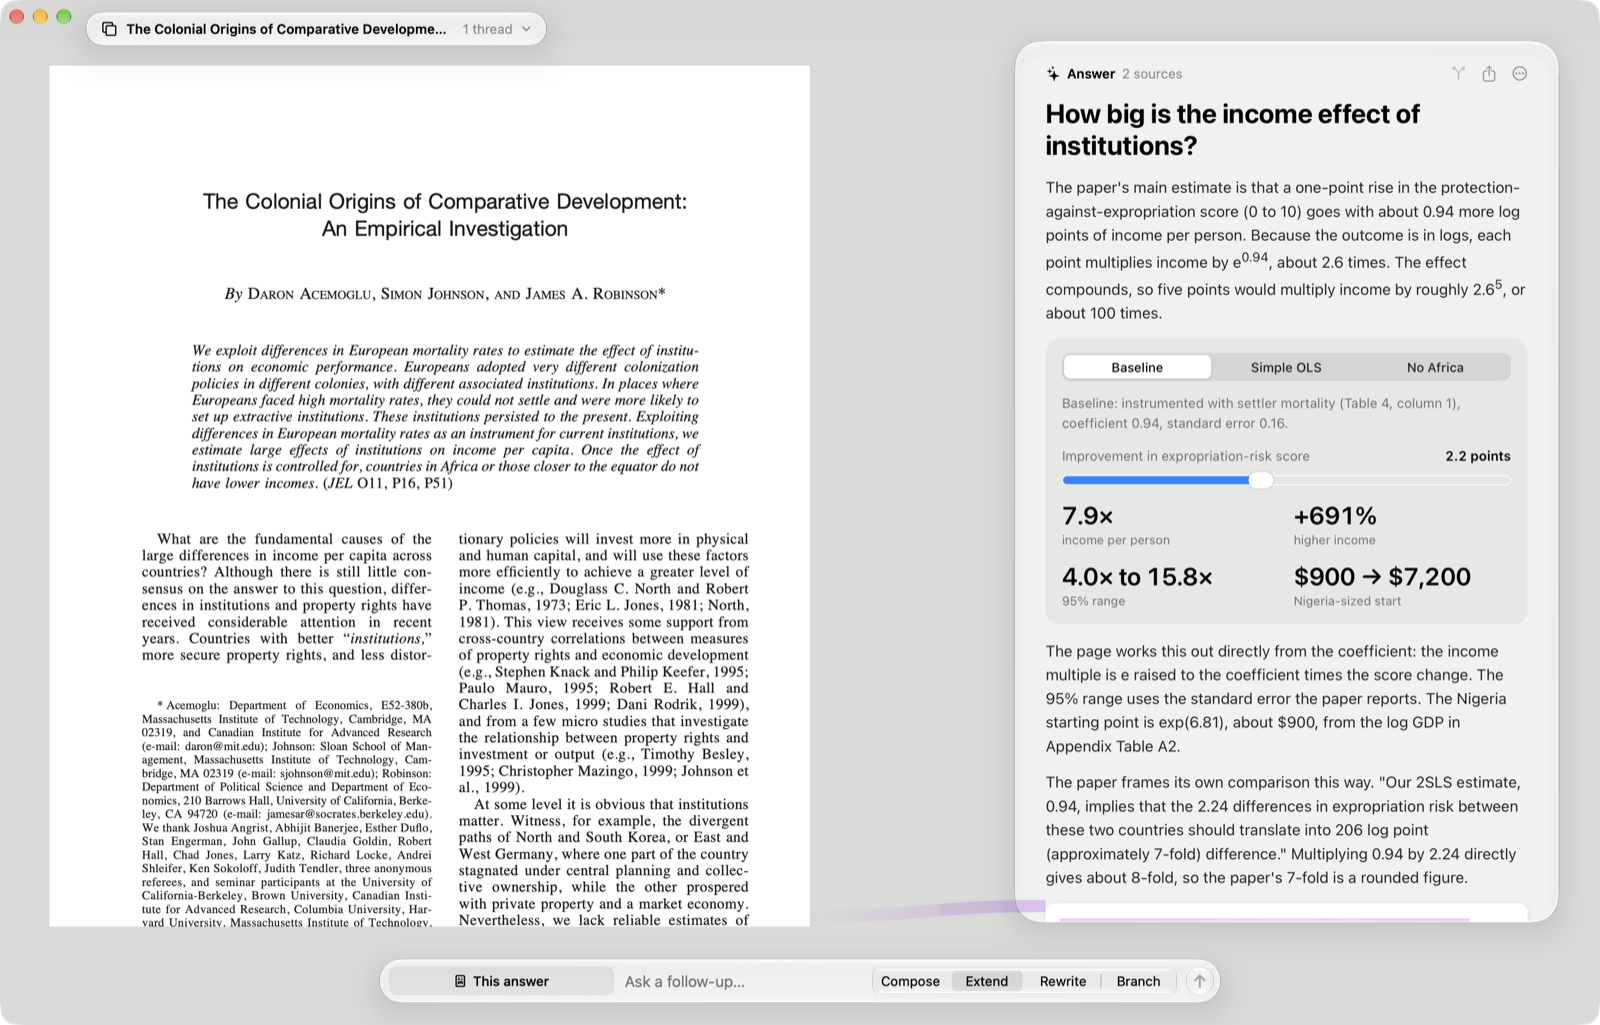 The Colonial Origins of Comparative Developme... 1 thread
The Colonial Origins of Comparative Development:
An Empirical Investigation
By DARON ACEMOGLU, SIMON JOHNSON, AND JAMES A. ROBINSON*
We exploit differences in European mortality rates to estimate the effect of institu-
tions on economic performance. Europeans adopted very different colonization
policies in different colonies, with different associated institutions. In places where
Europeans faced high mortality rates, they could not settle and were more likely to
set up extractive institutions. These institutions persisted to the present. Exploiting
differences in European mortality rates as an instrument for current institutions, we
estimate large effects of institutions on income per capita. Once the effect of
institutions is controlled for, countries in Africa or those closer to the equator do not
have lower incomes. (JEL O11, P16, P51)
What are the fundamental causes of the
large differences in income per capita across
countries? Although there is still little con-
sensus on the answer to this question, differ-
ences in institutions and property rights have
received considerable attention in recent
years. Countries with better “institutions,”
more secure property rights, and less distor-
* Acemoglu: Department of Economics, E52-380b,
Massachusetts Institute of Technology, Cambridge, MA
02319, and Canadian Institute for Advanced Research
(e-mail: daron@mit.edu); Johnson: Sloan School of Man-
agement, Massachusetts Institute of Technology, Cam-
bridge, MA 02319 (e-mail: sjohnson@mit.edu); Robinson:
Department of Political Science and Department of Eco-
nomics, 210 Barrows Hall, University of California, Berke-
ley, CA 94720 (e-mail: jamesar@socrates.berkeley.edu).
We thank Joshua Angrist, Abhijit Banerjee, Esther Duflo,
Stan Engerman, John Gallup, Claudia Goldin, Robert
Hall, Chad Jones, Larry Katz, Richard Locke, Andrei
Shleifer, Ken Sokoloff, Judith Tendler, three anonymous
referees, and seminar participants at the University of
California-Berkeley, Brown University, Canadian Insti-
tute for Advanced Research, Columbia University, Har-
vard University, Massachusetts Institute of Technology,
tionary policies will invest more in physical
and human capital, and will use these factors
more efficiently to achieve a greater level of
income (e.g., Douglass C. North and Robert
P. Thomas, 1973; Eric L. Jones, 1981; North,
1981). This view receives some support from
cross-country correlations between measures
of property rights and economic development
(e.g., Stephen Knack and Philip Keefer, 1995;
Paulo Mauro, 1995; Robert E. Hall and
Charles I. Jones, 1999; Dani Rodrik, 1999),
and from a few micro studies that investigate
the relationship between property rights and
investment or output (e.g., Timothy Besley,
1995; Christopher Mazingo, 1999; Johnson et
al., 1999).
At some level it is obvious that institutions
matter. Witness, for example, the divergent
paths of North and South Korea, or East and
West Germany, where one part of the country
stagnated under central planning and collec-
tive ownership, while the other prospered
with private property and a market economy.
Nevertheless, we lack reliable estimates of
Answer 2 sources
How big is the income effect of
institutions?
The paper's main estimate is that a one-point rise in the protection-
against-expropriation score (0 to 10) goes with about 0.94 more log
points of income per person. Because the outcome is in logs, each
point multiplies income by e^0.94, about 2.6 times. The effect
compounds, so five points would multiply income by roughly 2.6^5, or
about 100 times.
Baseline Simple OLS No Africa
Baseline: instrumented with settler mortality (Table 4, column 1),
coefficient 0.94, standard error 0.16.
Improvement in expropriation-risk score 2.2 points
7.9× +691%
income per person higher income
4.0× to 15.8× $900 → $7,200
95% range Nigeria-sized start
The page works this out directly from the coefficient: the income
multiple is e raised to the coefficient times the score change. The
95% range uses the standard error the paper reports. The Nigeria
starting point is exp(6.81), about $900, from the log GDP in
Appendix Table A2.
The paper frames its own comparison this way. "Our 2SLS estimate,
0.94, implies that the 2.24 differences in expropriation risk between
these two countries should translate into 206 log point
(approximately 7-fold) difference." Multiplying 0.94 by 2.24 directly
gives about 8-fold, so the paper's 7-fold is a rounded figure.
This answer Ask a follow-up... Compose Extend Rewrite Branch